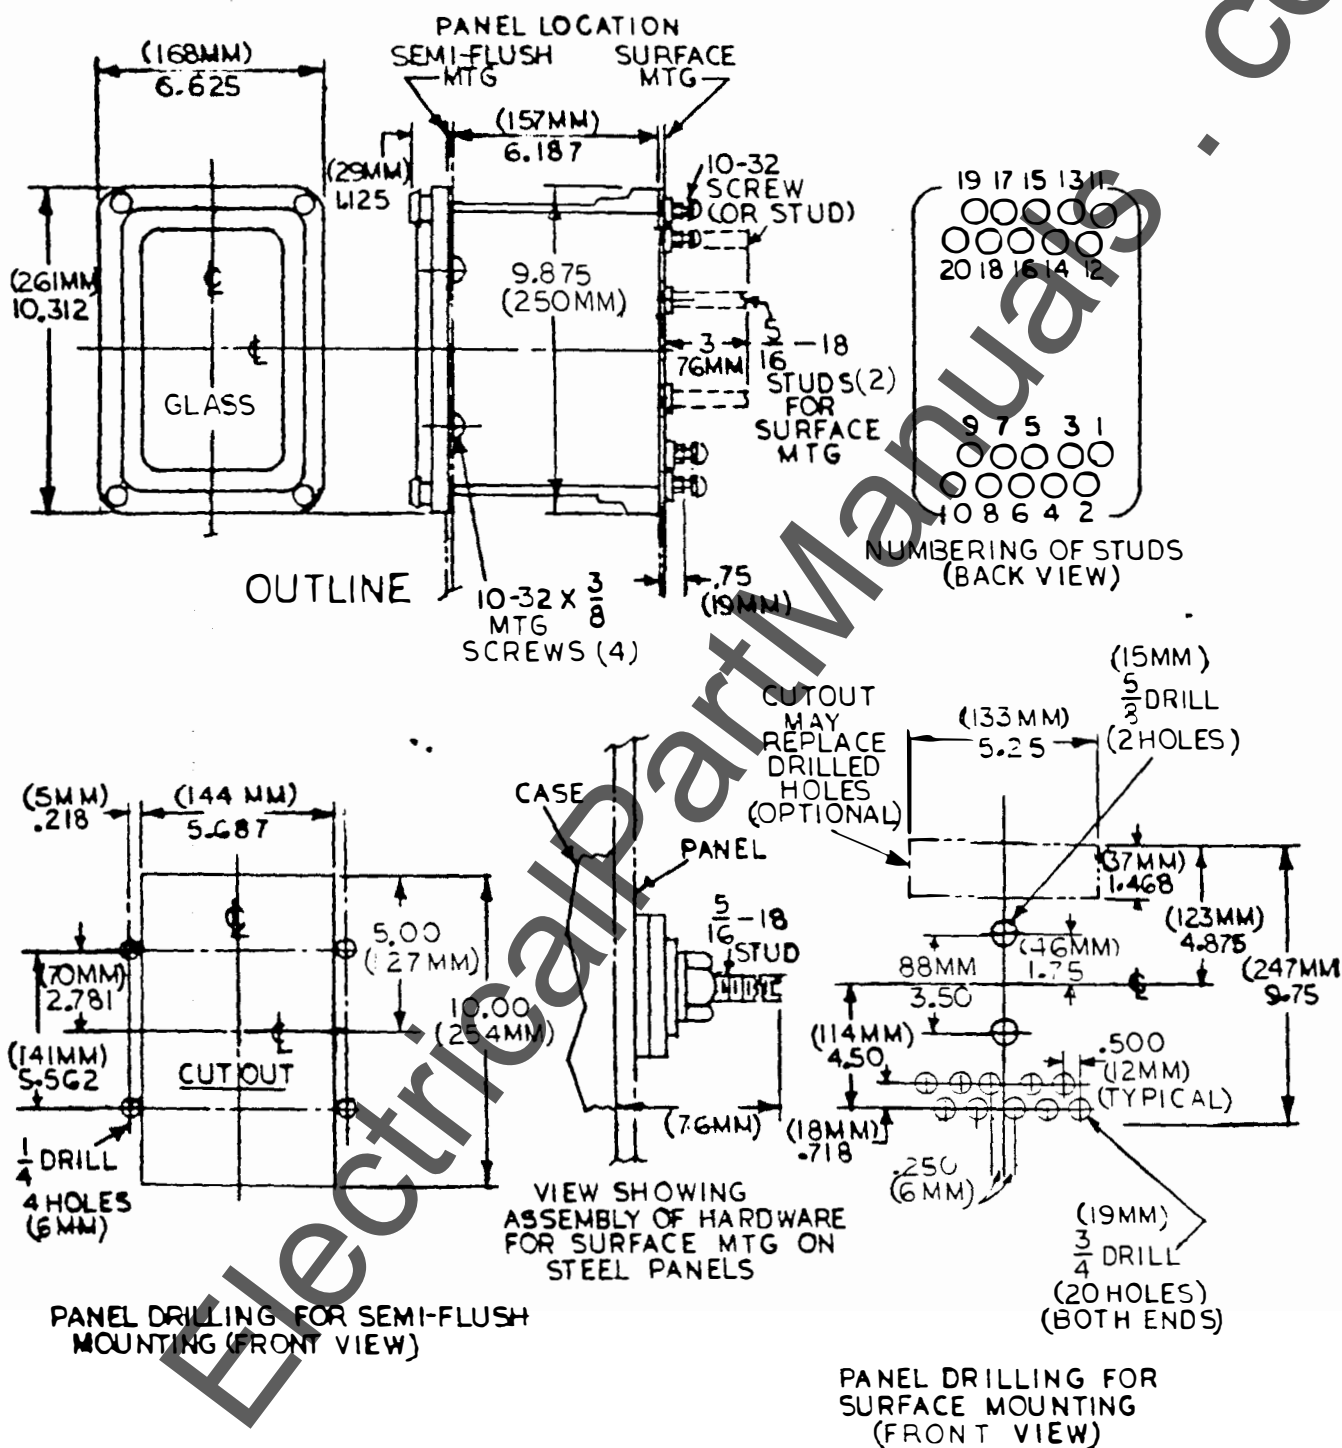 PANEL LOCATION
SEMI-FLUSH MTG
SURFACE MTG
(168MM)
6.625
(157MM)
6.187
(29MM)
1.125
10-32
SCREW
(OR STUD)
(261MM)
10.312
9.875
(250MM)
GLASS
3
76MM
5/16-18
STUDS(2)
FOR
SURFACE
MTG
OUTLINE
10-32 X 3/8
MTG
SCREWS (4)
.75
(19MM)
19 17 15 13 11
20 18 16 14 12
9 7 5 3 1
10 8 6 4 2
NUMBERING OF STUDS
(BACK VIEW)
(5MM)
.218
(144 MM)
5.687
5.00
(127MM)
(70MM)
2.781
10.00
(254MM)
(141MM)
5.562
CUTOUT
1/4 DRILL
4 HOLES
(6MM)
PANEL DRILLING FOR SEMI-FLUSH
MOUNTING (FRONT VIEW)
CASE
PANEL
5/16-18
STUD
(76MM)
VIEW SHOWING
ASSEMBLY OF HARDWARE
FOR SURFACE MTG ON
STEEL PANELS
CUTOUT
MAY
REPLACE
DRILLED
HOLES
(OPTIONAL)
(133MM)
5.25
(15MM)
DRILL
(2HOLES)
(37MM)
1.468
(123MM)
4.875
(247MM
9.75
(46MM)
1.75
88MM
3.50
(114MM)
4.50
.500
(12MM)
(TYPICAL)
(18MM)
.718
.250
(6MM)
(19MM)
3/4 DRILL
(20 HOLES)
(BOTH ENDS)
PANEL DRILLING FOR
SURFACE MOUNTING
(FRONT VIEW)
ElectricalPartManuals . co